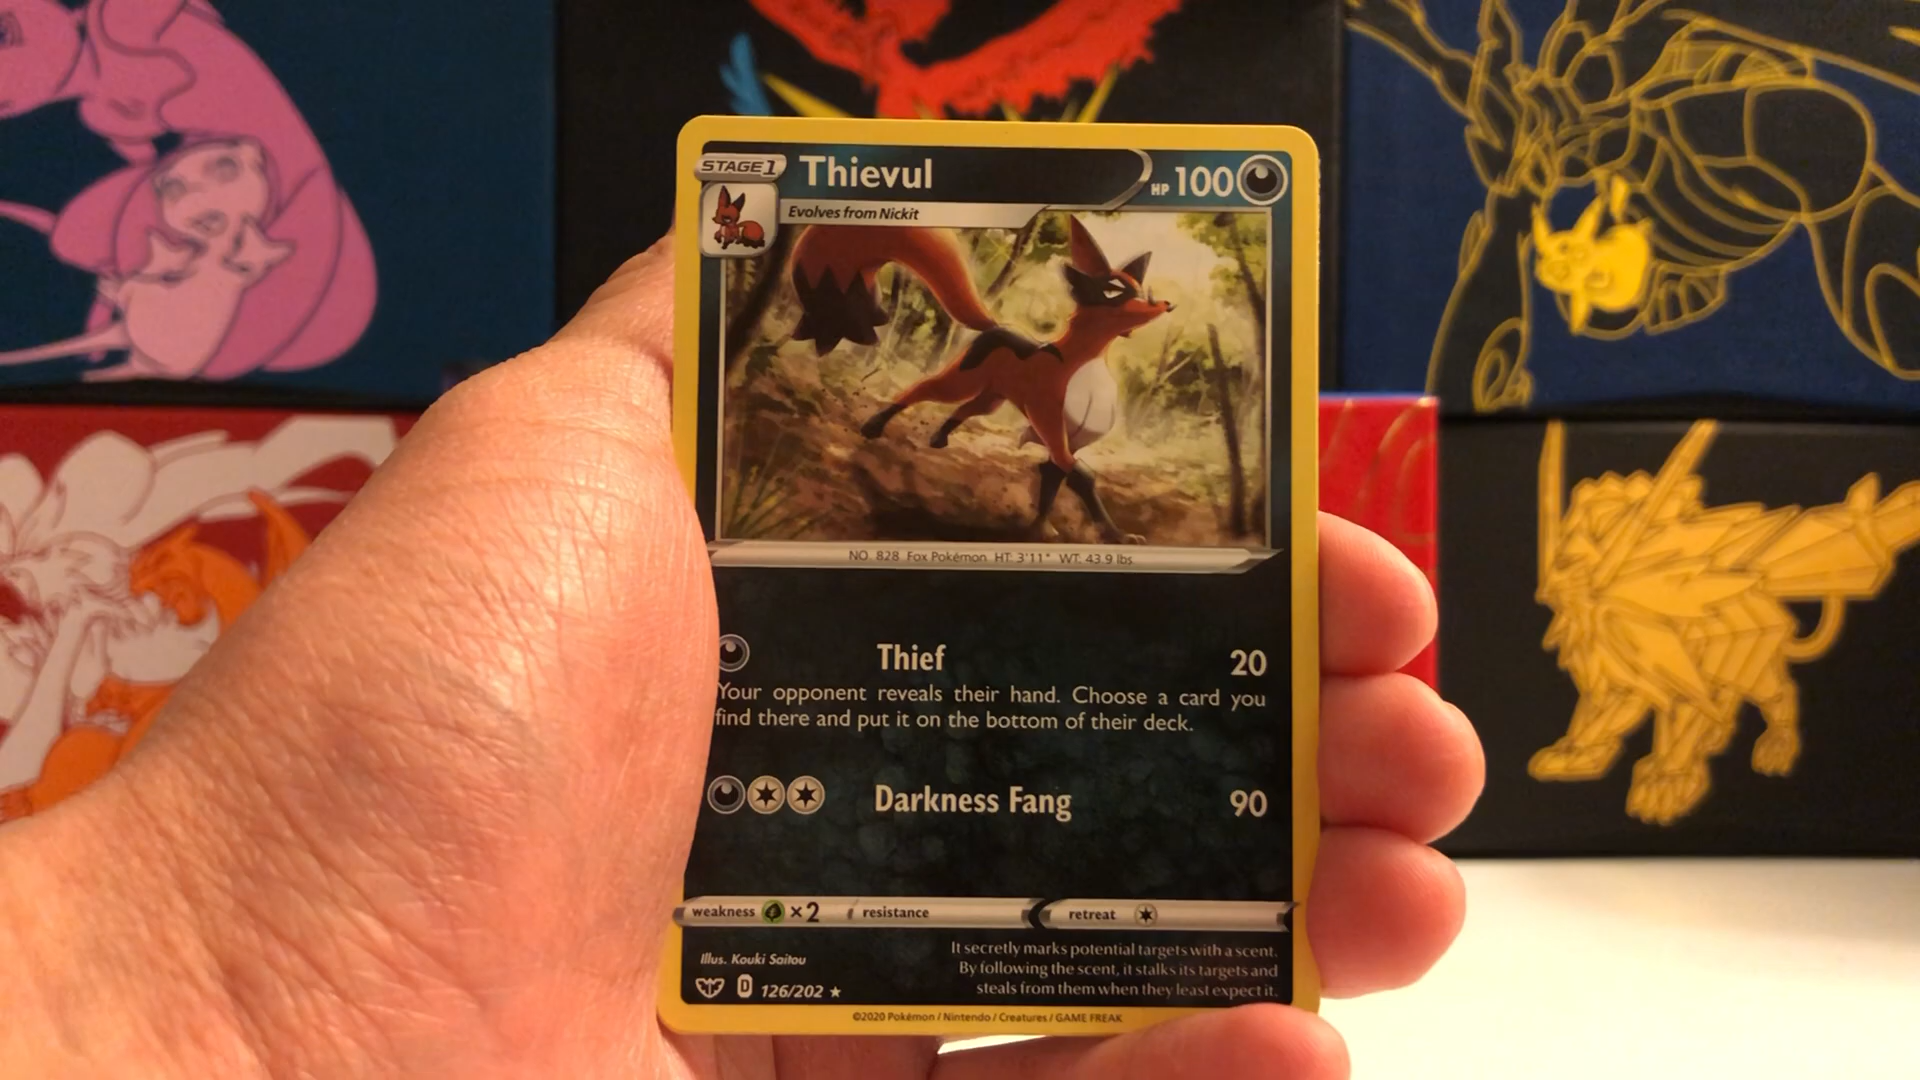 STAGE 1
Thievul
HP 100
Evolves from Nickit
NO. 828 Fox Pokémon HT: 3'11" WT: 43.9 lbs
Thief 20
Your opponent reveals their hand. Choose a card you
find there and put it on the bottom of their deck.
Darkness Fang 90
weakness ×2 resistance retreat
Illus. Kouki Saitou
D 126/202 ★
It secretly marks potential targets with a scent.
By following the scent, it stalks its targets and
steals from them when they least expect it.
©2020 Pokémon / Nintendo / Creatures / GAME FREAK